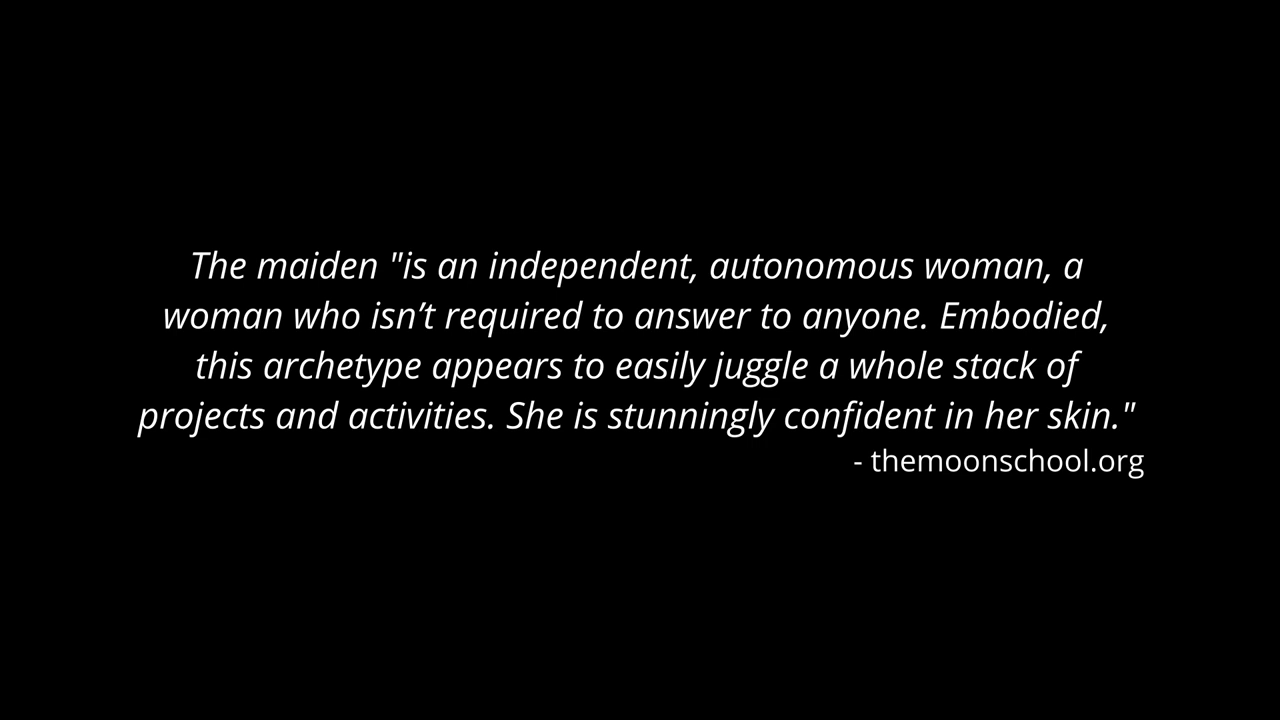 The maiden "is an independent, autonomous woman, a
woman who isn’t required to answer to anyone. Embodied,
this archetype appears to easily juggle a whole stack of
projects and activities. She is stunningly confident in her skin."
- themoonschool.org